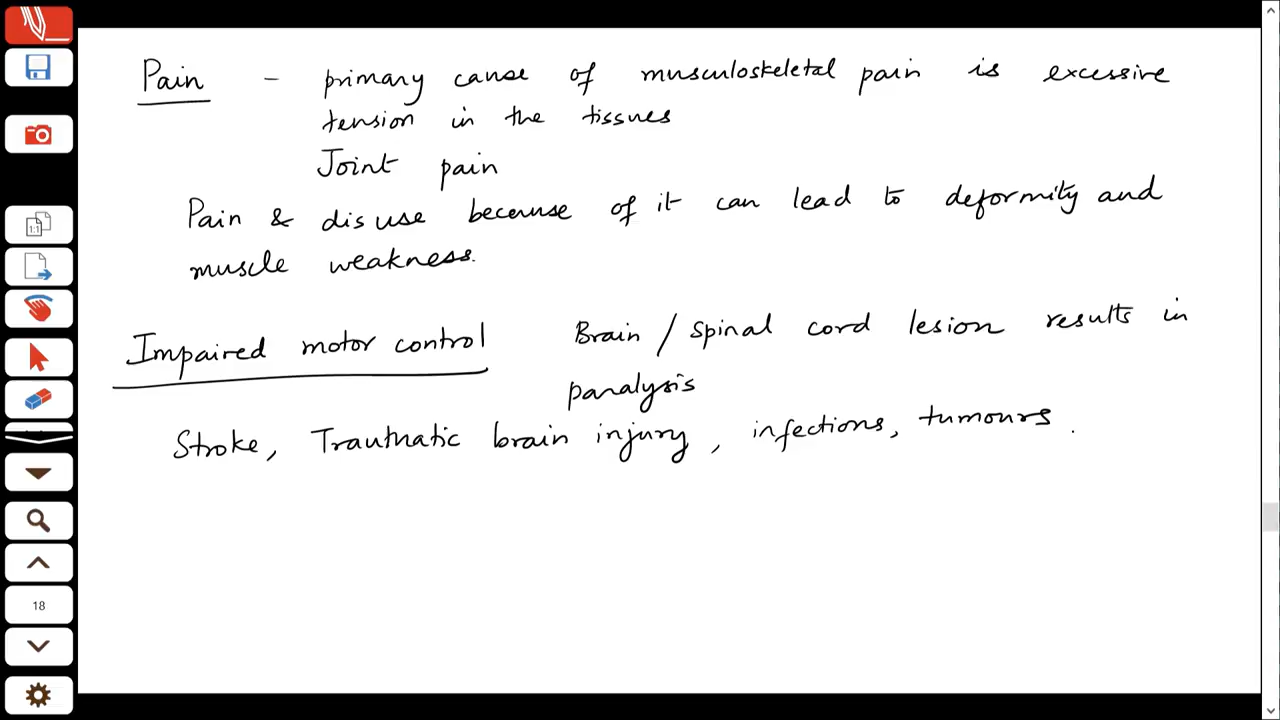 Pain - primary cause of musculoskeletal pain is excessive
tension in the tissues
Joint pain
Pain & disuse because of it can lead to deformity and
muscle weakness.
Impaired motor control Brain / spinal cord lesion results in
paralysis
Stroke, Traumatic brain injury, infections, tumours.
1:1
18